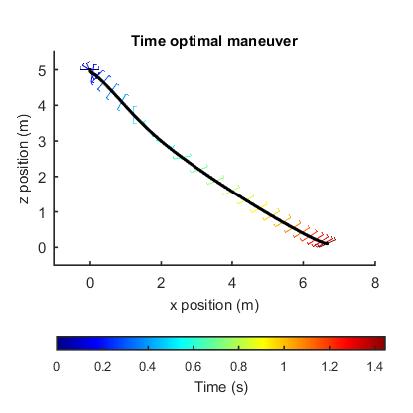 Time optimal maneuver
5
4
3
2
1
0
z position (m)
0 2 4 6 8
x position (m)
0 0.2 0.4 0.6 0.8 1 1.2 1.4
Time (s)